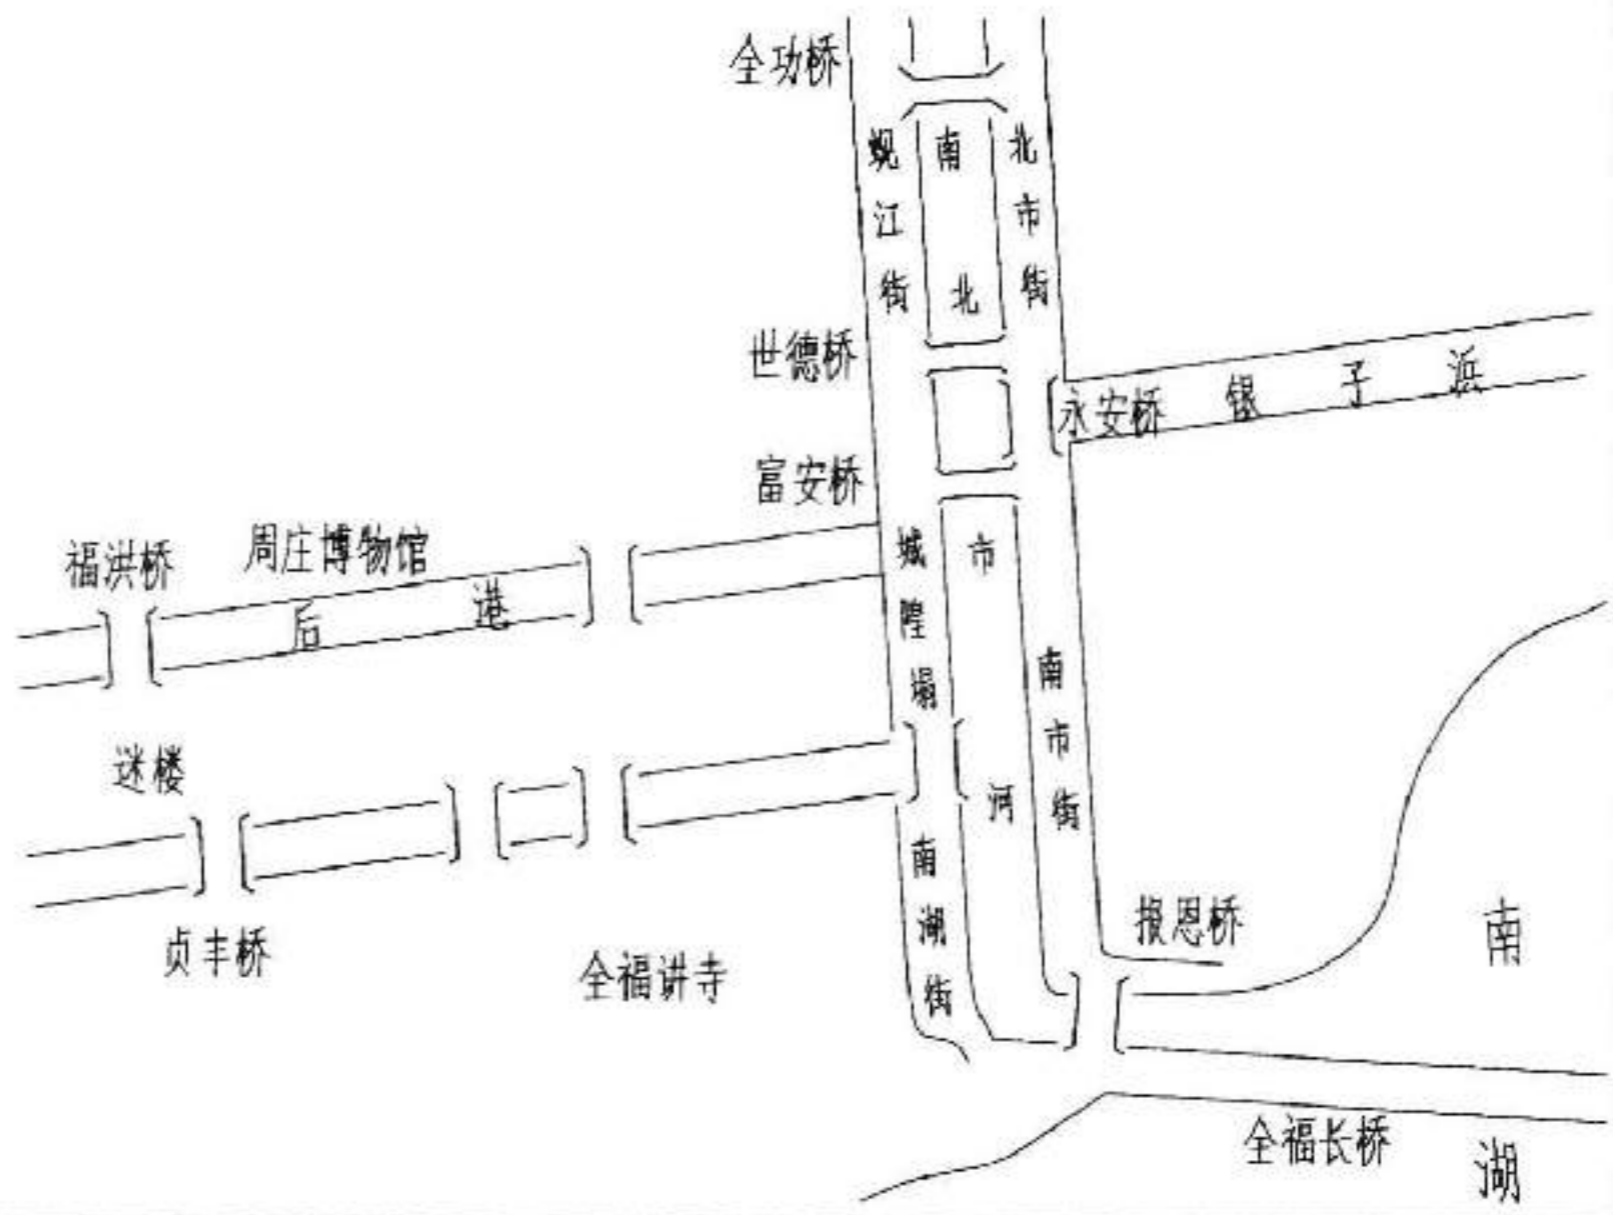 全功桥
蚬江街
南北市河
北市街
世德桥
永安桥
银子浜
富安桥
福洪桥
周庄博物馆
后港
城隍塌
南市街
迷楼
南湖街
贞丰桥
全福讲寺
报恩桥
南湖
全福长桥